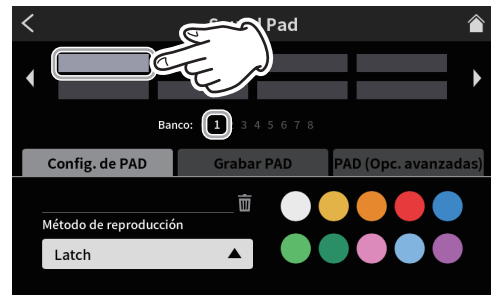 Pad
Banco: 1 3 4 5 6 7 8
Config. de PAD Grabar PAD PAD (Opc. avanzadas)
Método de reproducción
Latch